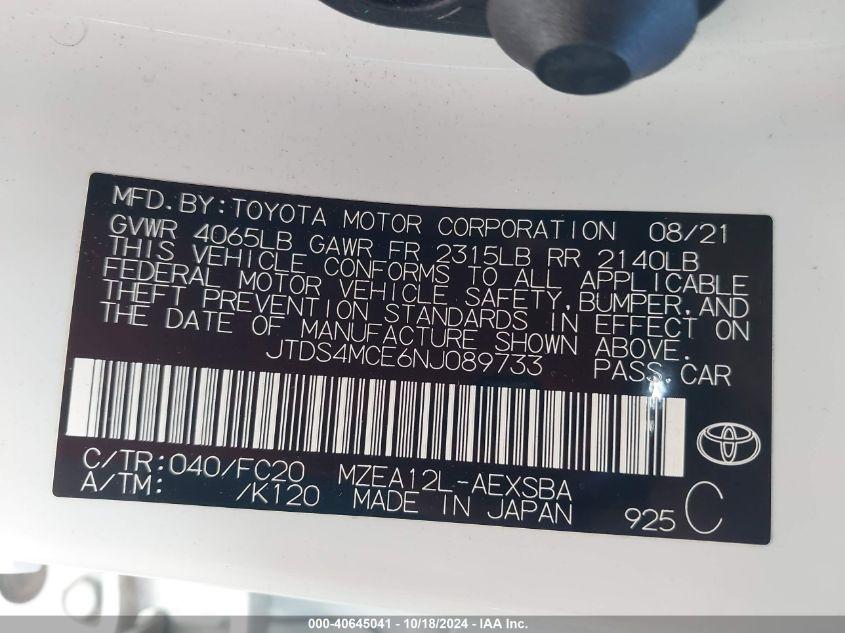 MFD.BY:TOYOTA MOTOR CORPORATION 08/21
GVWR 4065LB GAWR FR 2315LB RR 2140LB
THIS VEHICLE CONFORMS TO ALL APPLICABLE
FEDERAL MOTOR VEHICLE SAFETY,BUMPER,AND
THEFT PREVENTION STANDARDS IN EFFECT ON
THE DATE OF MANUFACTURE SHOWN ABOVE.
JTDS4MCE6NJ089733 PASS.CAR
C/TR:040/FC20 MZEA12L-AEXSBA
A/TM: /K120 MADE IN JAPAN 925 C
000-40645041 - 10/18/2024 - IAA Inc.